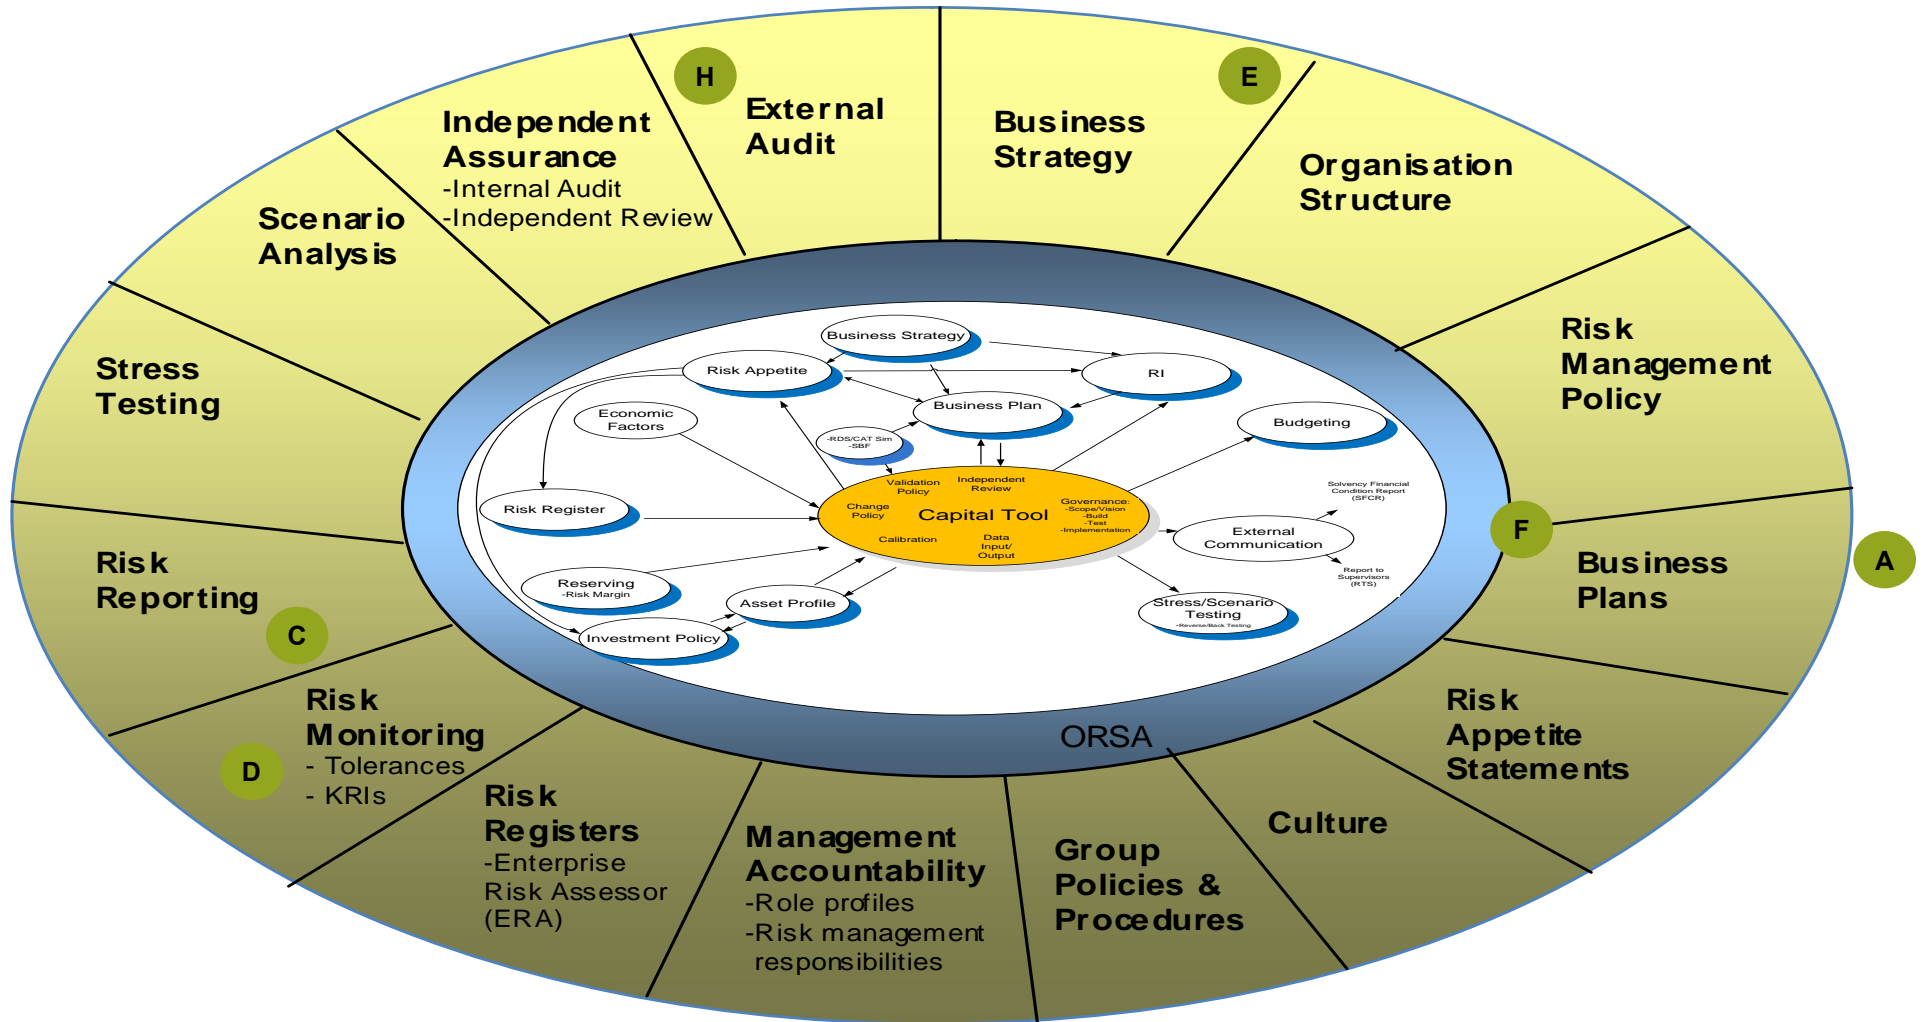 H
External
Audit
E
Business
Strategy
Organisation
Structure
Risk
Management
Policy
F
A
Business
Plans
Risk
Appetite
Statements
Culture
Group
Policies &
Procedures
Management
Accountability
-Role profiles
-Risk management
responsibilities
Risk
Registers
-Enterprise
Risk Assessor
(ERA)
Risk
Monitoring
- Tolerances
- KRIs
D
C
Risk
Reporting
Stress
Testing
Scenario
Analysis
Independent
Assurance
-Internal Audit
-Independent Review
ORSA
Business Strategy
Risk Appetite
RI
Economic
Factors
Business Plan
-RDS/CAT Sim
-SBF
Budgeting
Risk Register
Validation
Policy
Independent
Review
Change
Policy
Capital Tool
Governance:
-Scope/Vision
-Build
-Test
-Implementation
Calibration
Data
Input/
Output
Solvency Financial
Condition Report
(SFCR)
External
Communication
Report to
Supervisors
(RTS)
Reserving
-Risk Margin
Asset Profile
Investment Policy
Stress/Scenario
Testing
-Reverse/Back Testing